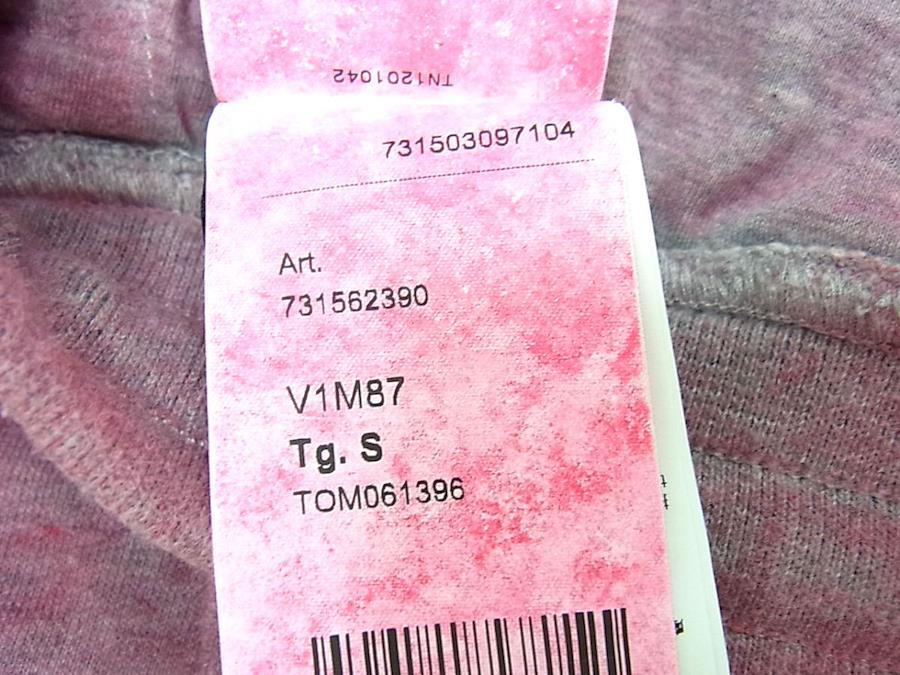 TN1201042
731503097104
Art.
731562390
V1M87
Tg. S
TOM061396